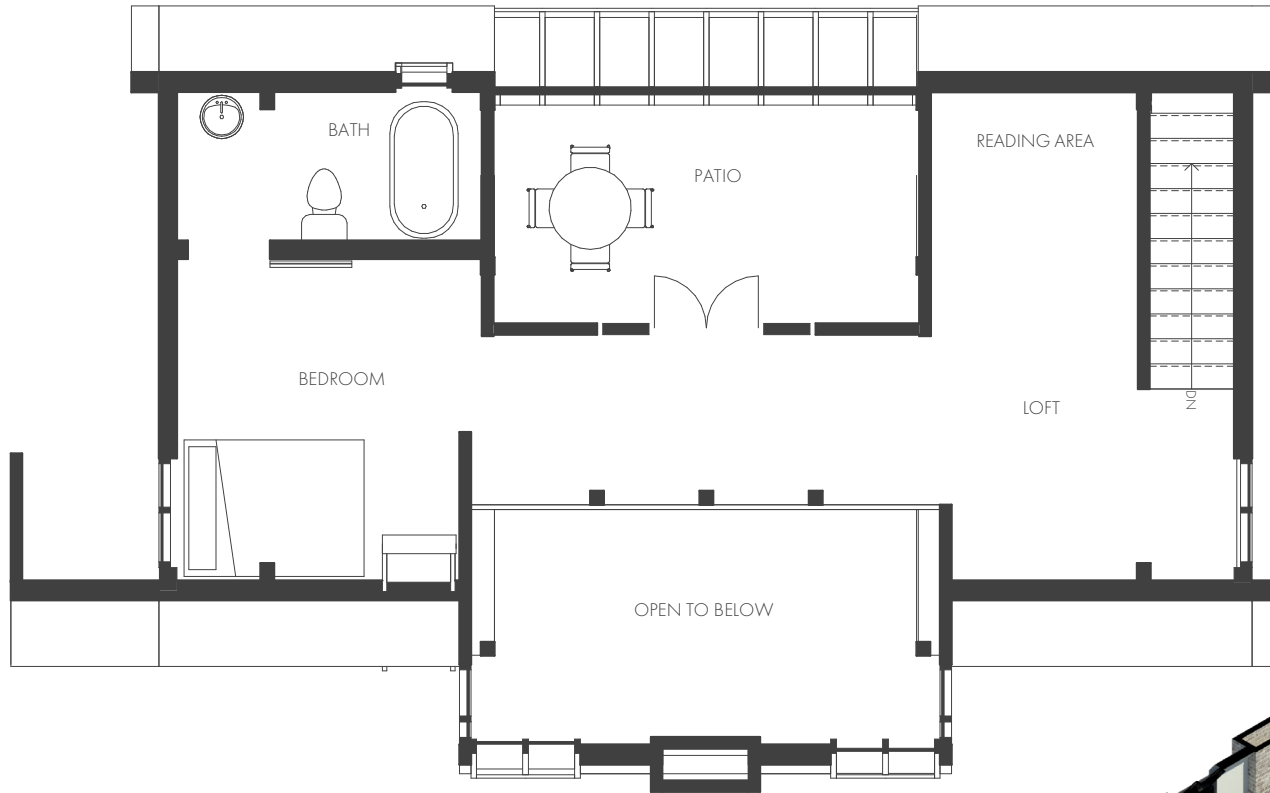 BATH
READING AREA
PATIO
BEDROOM
LOFT
DN
OPEN TO BELOW